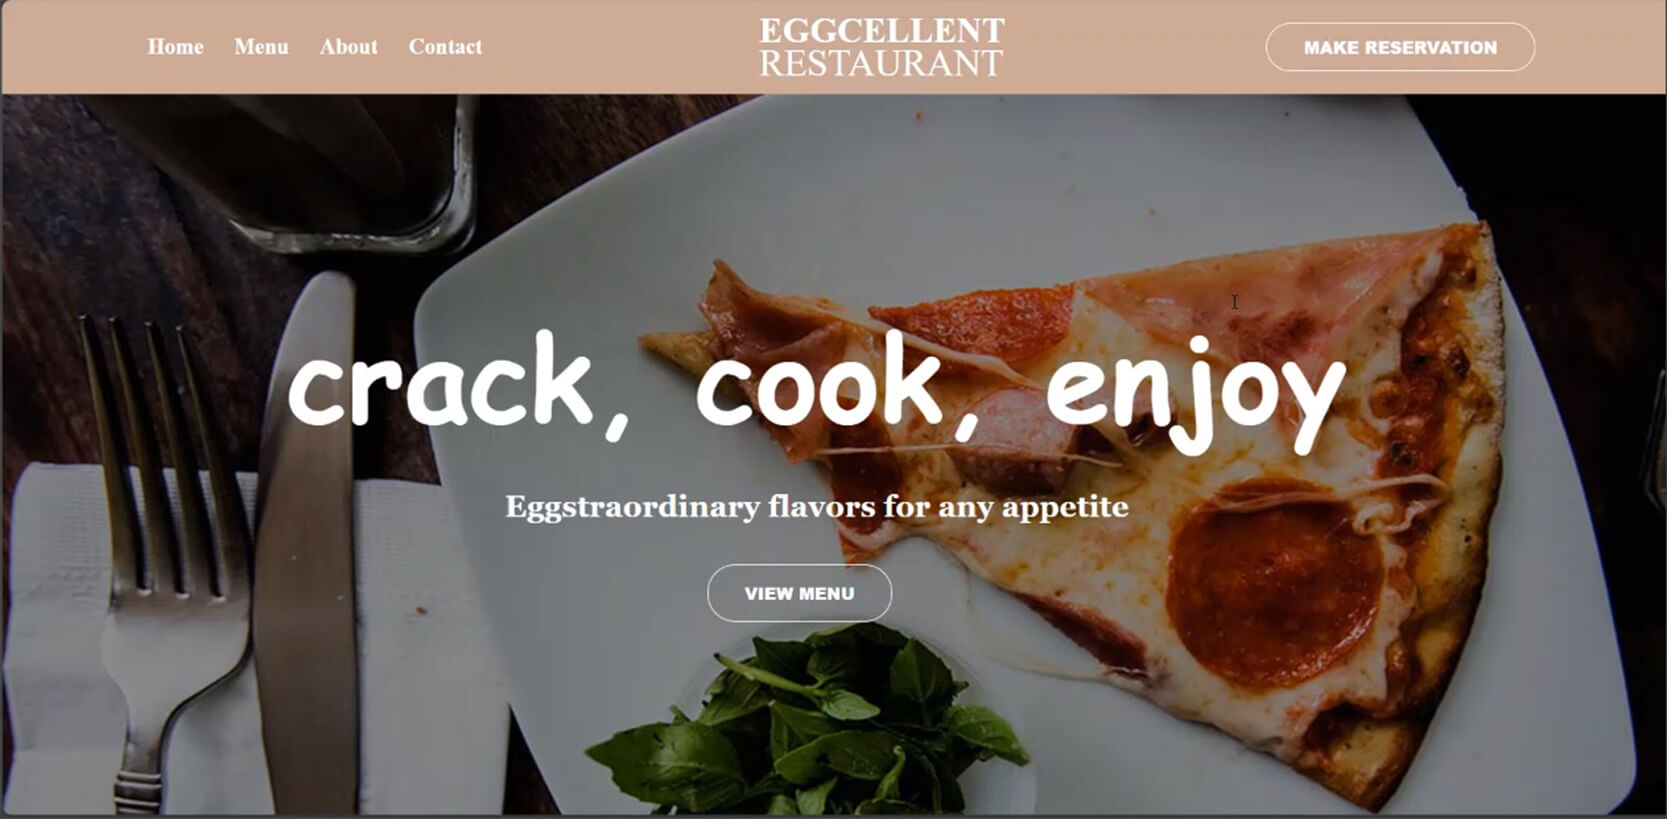 Home Menu About Contact
EGGCELLENT
RESTAURANT
MAKE RESERVATION
crack, cook, enjoy
Eggstraordinary flavors for any appetite
VIEW MENU